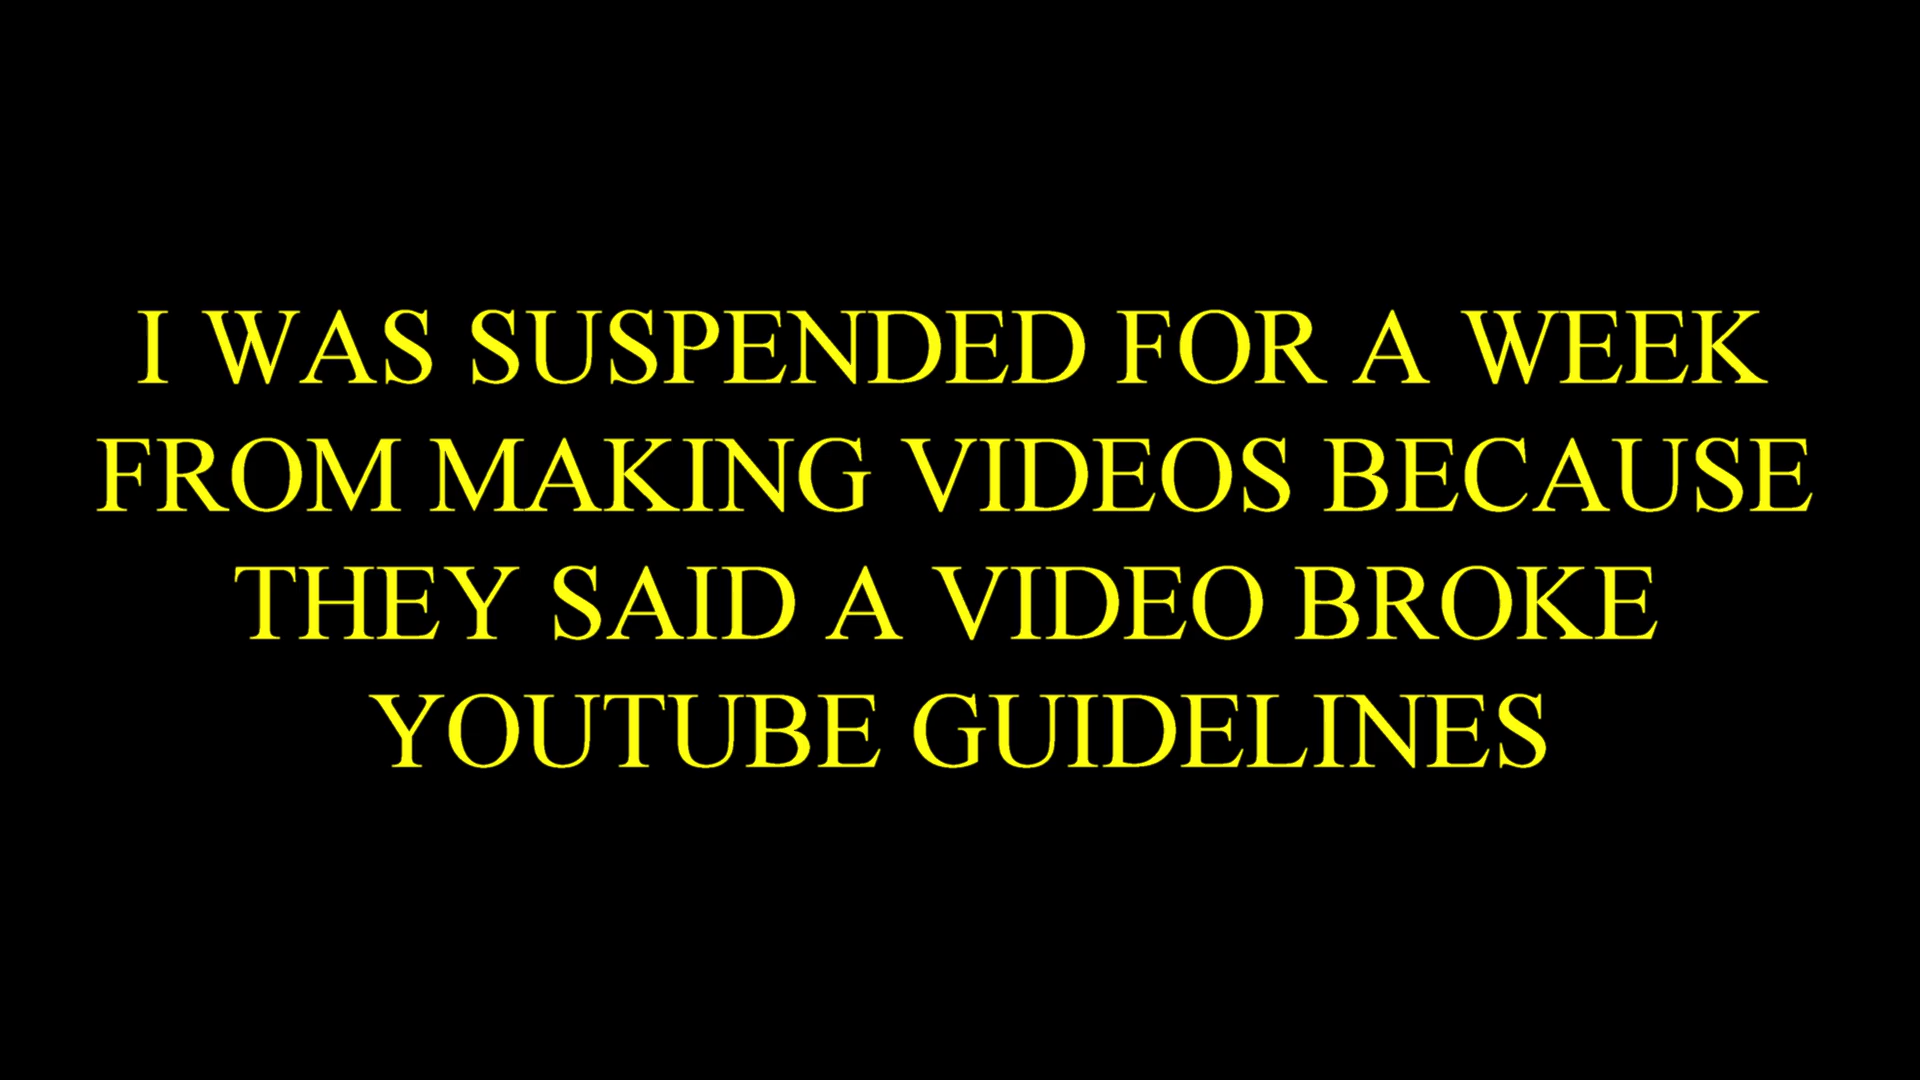 I WAS SUSPENDED FOR A WEEK
FROM MAKING VIDEOS BECAUSE
THEY SAID A VIDEO BROKE
YOUTUBE GUIDELINES